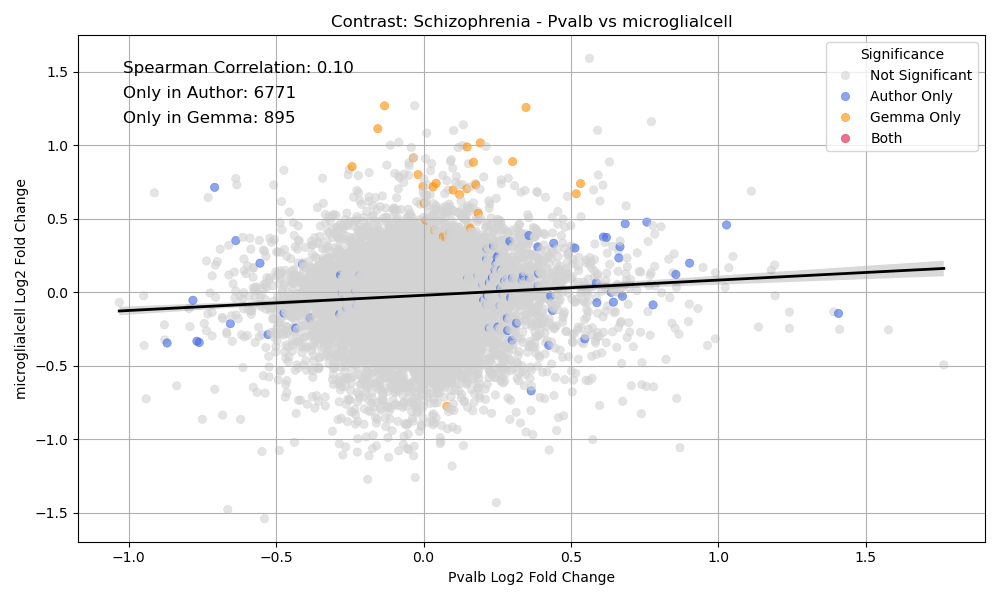 Contrast: Schizophrenia - Pvalb vs microglialcell
Spearman Correlation: 0.10
Only in Author: 6771
Only in Gemma: 895
Significance
Not Significant
Author Only
Gemma Only
Both
microglialcell Log2 Fold Change
1.5
1.0
0.5
0.0
−0.5
−1.0
−1.5
−1.0
−0.5
0.0
0.5
1.0
1.5
Pvalb Log2 Fold Change